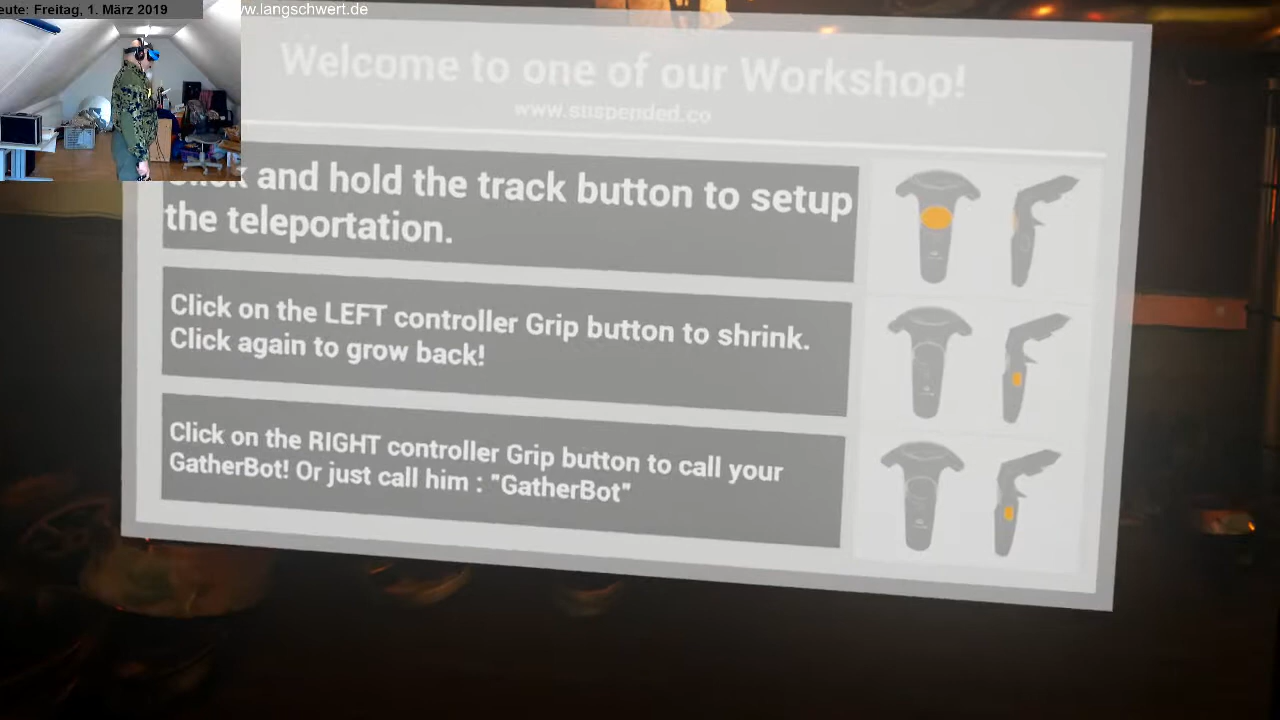 eute: Freitag, 1. März 2019
ww.langschwert.de
Welcome to one of our Workshop!
www.suspended.co
Click and hold the track button to setup
the teleportation.
Click on the LEFT controller Grip button to shrink.
Click again to grow back!
Click on the RIGHT controller Grip button to call your
GatherBot! Or just call him : "GatherBot"